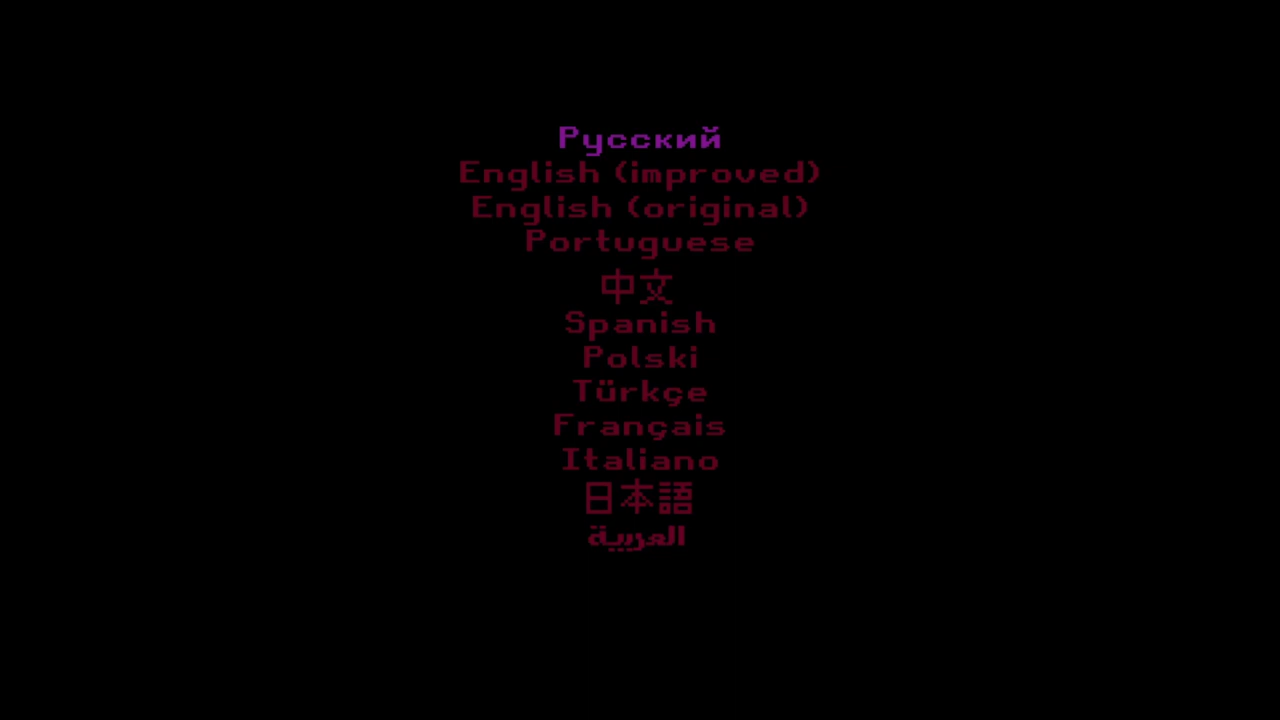 Русский
English (improved)
English (original)
Portuguese
中文
Spanish
Polski
Türkçe
Français
Italiano
日本語
العربية